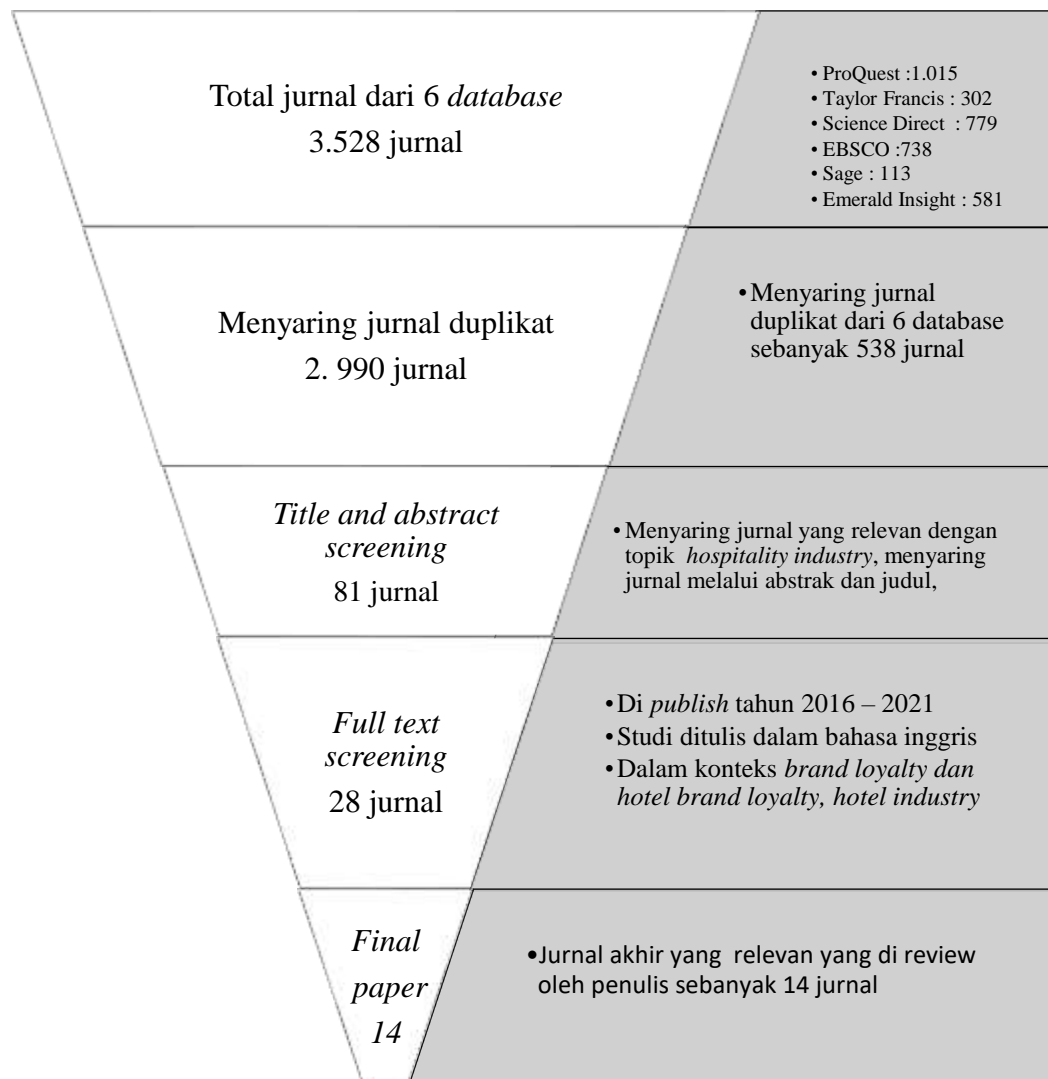 Total jurnal dari 6 database
3.528 jurnal
• ProQuest :1.015
• Taylor Francis : 302
• Science Direct : 779
• EBSCO :738
• Sage : 113
• Emerald Insight : 581
Menyaring jurnal duplikat
2. 990 jurnal
•Menyaring jurnal
duplikat dari 6 database
sebanyak 538 jurnal
Title and abstract
screening
81 jurnal
• Menyaring jurnal yang relevan dengan
topik hospitality industry, menyaring
jurnal melalui abstrak dan judul,
Full text
screening
28 jurnal
•Di publish tahun 2016 – 2021
•Studi ditulis dalam bahasa inggris
•Dalam konteks brand loyalty dan
hotel brand loyalty, hotel industry
Final
paper
14
•Jurnal akhir yang relevan yang di review
oleh penulis sebanyak 14 jurnal